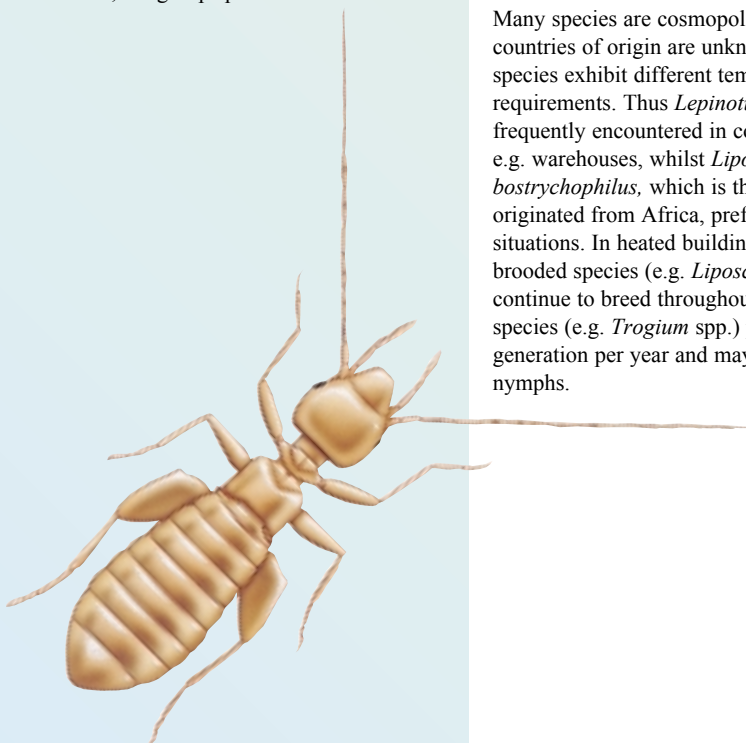 Many species are cosmopol
countries of origin are unkn
species exhibit different tem
requirements. Thus Lepinot
frequently encountered in co
e.g. warehouses, whilst Lipo
bostrychophilus, which is th
originated from Africa, pref
situations. In heated buildin
brooded species (e.g. Liposc
continue to breed throughou
species (e.g. Trogium spp.)
generation per year and may
nymphs.